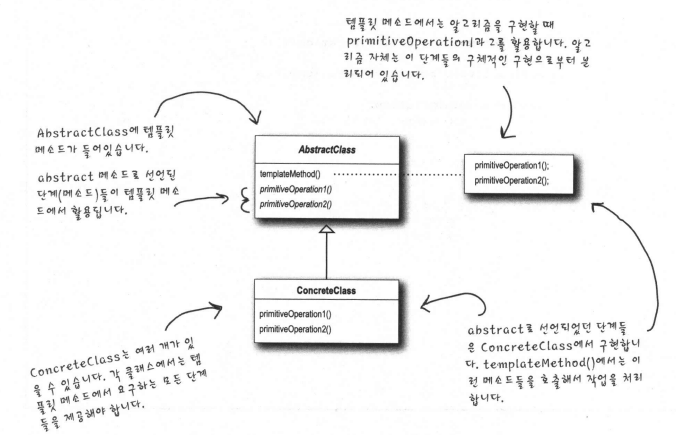 템플릿 메소드에서는 알고리즘을 구현할 때
primitiveOperation1과 2를 활용합니다. 알고
리즘 자체는 이 단계들의 구체적인 구현으로부터 분
리되어 있습니다.
AbstractClass에 템플릿
메소드가 들어있습니다.
abstract 메소드로 선언된
단계(메소드)들이 템플릿 메소
드에서 활용됩니다.
AbstractClass
templateMethod()
primitiveOperation1()
primitiveOperation2()
primitiveOperation1();
primitiveOperation2();
ConcreteClass
primitiveOperation1()
primitiveOperation2()
ConcreteClass는 여러 개가 있
을 수 있습니다. 각 클래스에서는 템
플릿 메소드에서 요구하는 모든 단계
들을 제공해야 합니다.
abstract로 선언되었던 단계들
은 ConcreteClass에서 구현합니
다. templateMethod()에서는 이
런 메소드들을 호출해서 작업을 처리
합니다.